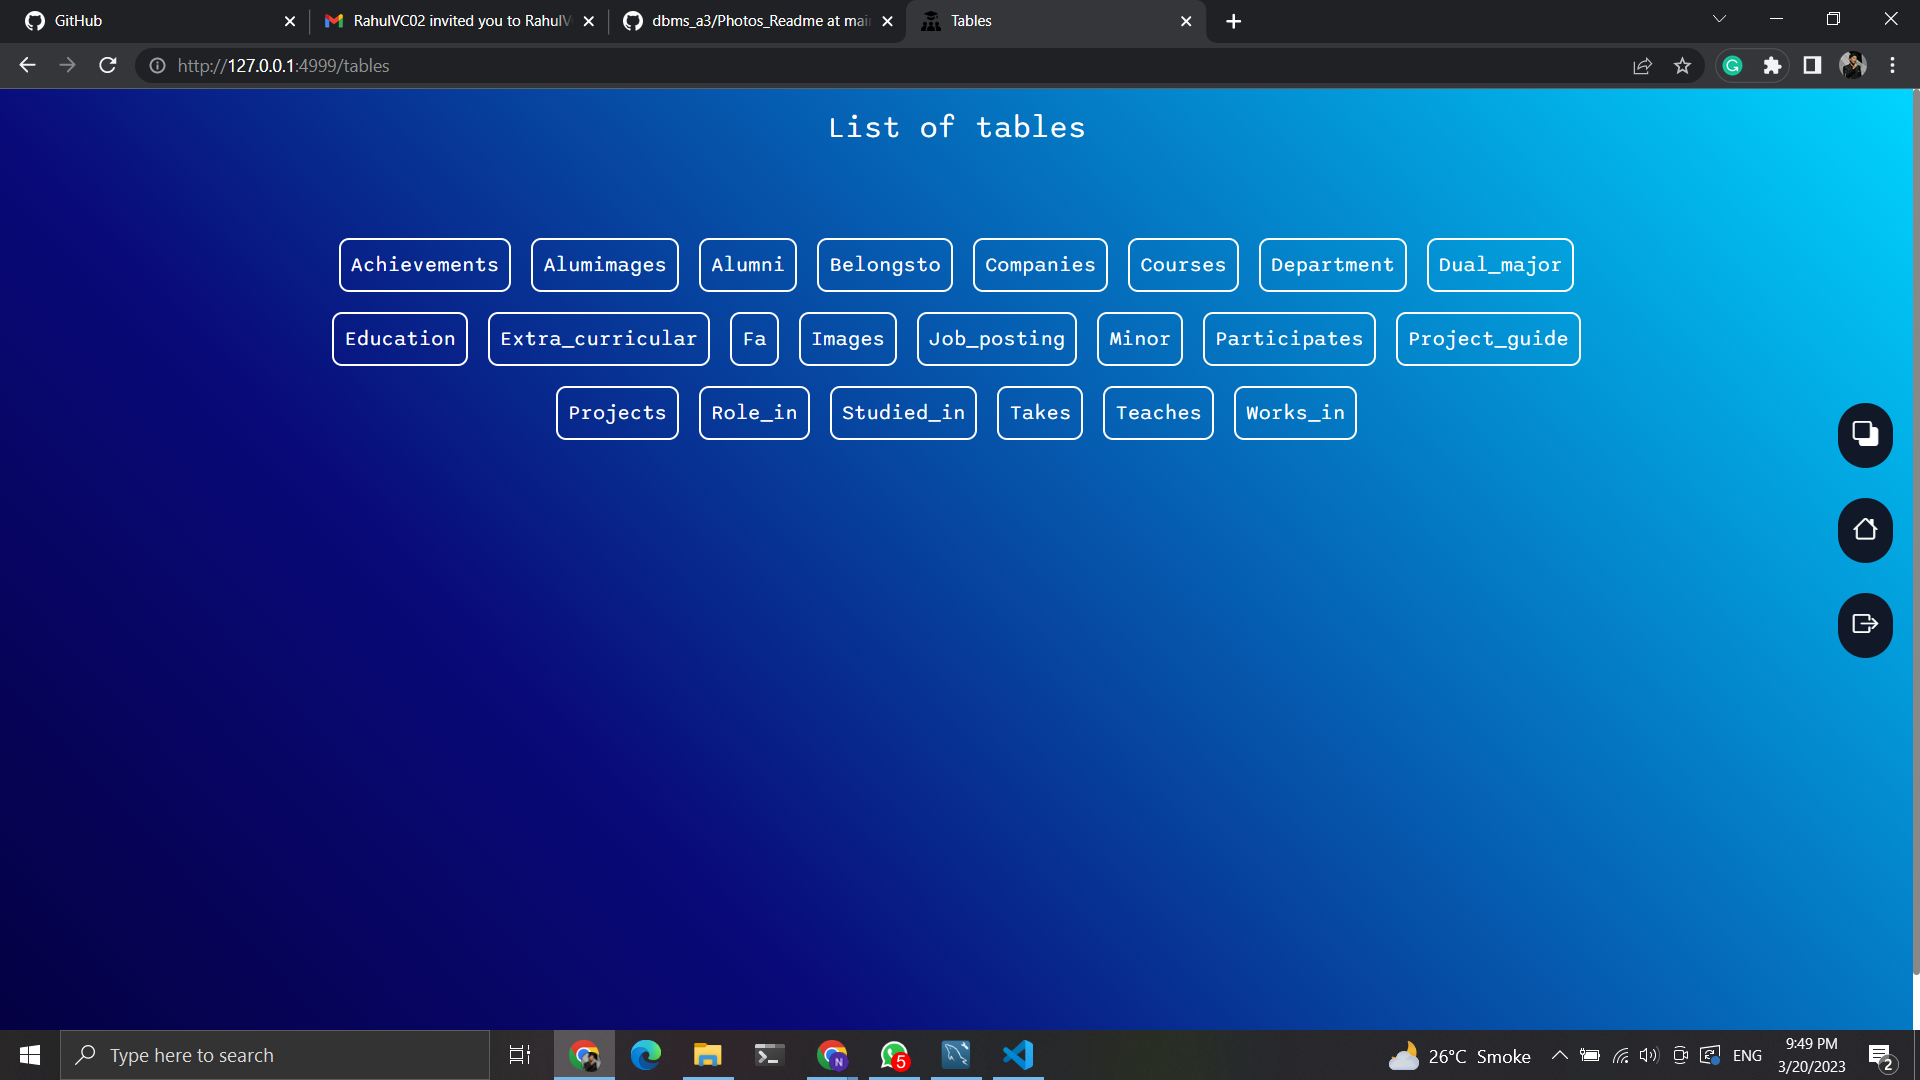 GitHub
RahulVC02 invited you to RahulV
dbms_a3/Photos_Readme at mai
Tables
http://127.0.0.1:4999/tables
List of tables
Achievements Alumimages Alumni Belongsto Companies Courses Department Dual_major
Education Extra_curricular Fa Images Job_posting Minor Participates Project_guide
Projects Role_in Studied_in Takes Teaches Works_in
Type here to search
N
5
26°C Smoke
ENG
9:49 PM
3/20/2023
2